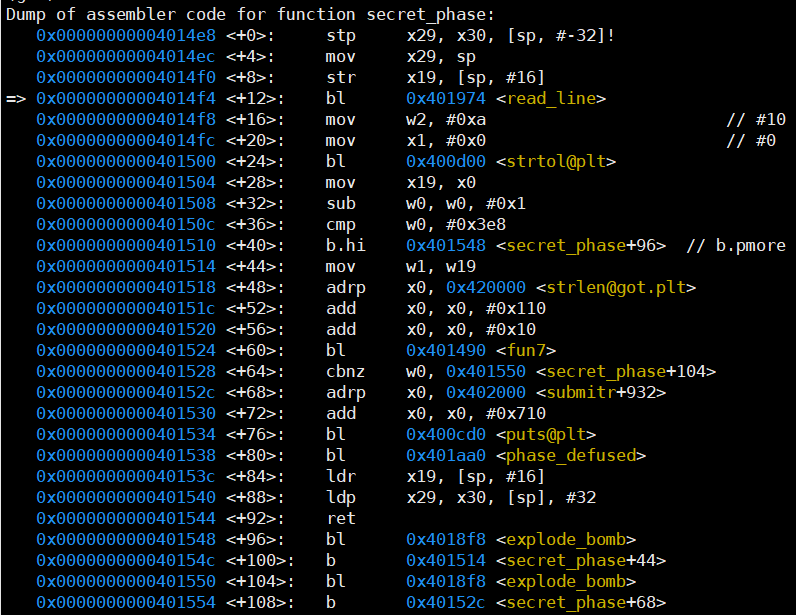 Dump of assembler code for function secret_phase:
   0x00000000004014e8 <+0>:     stp     x29, x30, [sp, #-32]!
   0x00000000004014ec <+4>:     mov     x29, sp
   0x00000000004014f0 <+8>:     str     x19, [sp, #16]
=> 0x00000000004014f4 <+12>:    bl      0x401974 <read_line>
   0x00000000004014f8 <+16>:    mov     w2, #0xa                        // #10
   0x00000000004014fc <+20>:    mov     x1, #0x0                        // #0
   0x0000000000401500 <+24>:    bl      0x400d00 <strtol@plt>
   0x0000000000401504 <+28>:    mov     x19, x0
   0x0000000000401508 <+32>:    sub     w0, w0, #0x1
   0x000000000040150c <+36>:    cmp     w0, #0x3e8
   0x0000000000401510 <+40>:    b.hi    0x401548 <secret_phase+96>  // b.pmore
   0x0000000000401514 <+44>:    mov     w1, w19
   0x0000000000401518 <+48>:    adrp    x0, 0x420000 <strlen@got.plt>
   0x000000000040151c <+52>:    add     x0, x0, #0x110
   0x0000000000401520 <+56>:    add     x0, x0, #0x10
   0x0000000000401524 <+60>:    bl      0x401490 <fun7>
   0x0000000000401528 <+64>:    cbnz    w0, 0x401550 <secret_phase+104>
   0x000000000040152c <+68>:    adrp    x0, 0x402000 <submitr+932>
   0x0000000000401530 <+72>:    add     x0, x0, #0x710
   0x0000000000401534 <+76>:    bl      0x400cd0 <puts@plt>
   0x0000000000401538 <+80>:    bl      0x401aa0 <phase_defused>
   0x000000000040153c <+84>:    ldr     x19, [sp, #16]
   0x0000000000401540 <+88>:    ldp     x29, x30, [sp], #32
   0x0000000000401544 <+92>:    ret
   0x0000000000401548 <+96>:    bl      0x4018f8 <explode_bomb>
   0x000000000040154c <+100>:   b       0x401514 <secret_phase+44>
   0x0000000000401550 <+104>:   bl      0x4018f8 <explode_bomb>
   0x0000000000401554 <+108>:   b       0x40152c <secret_phase+68>